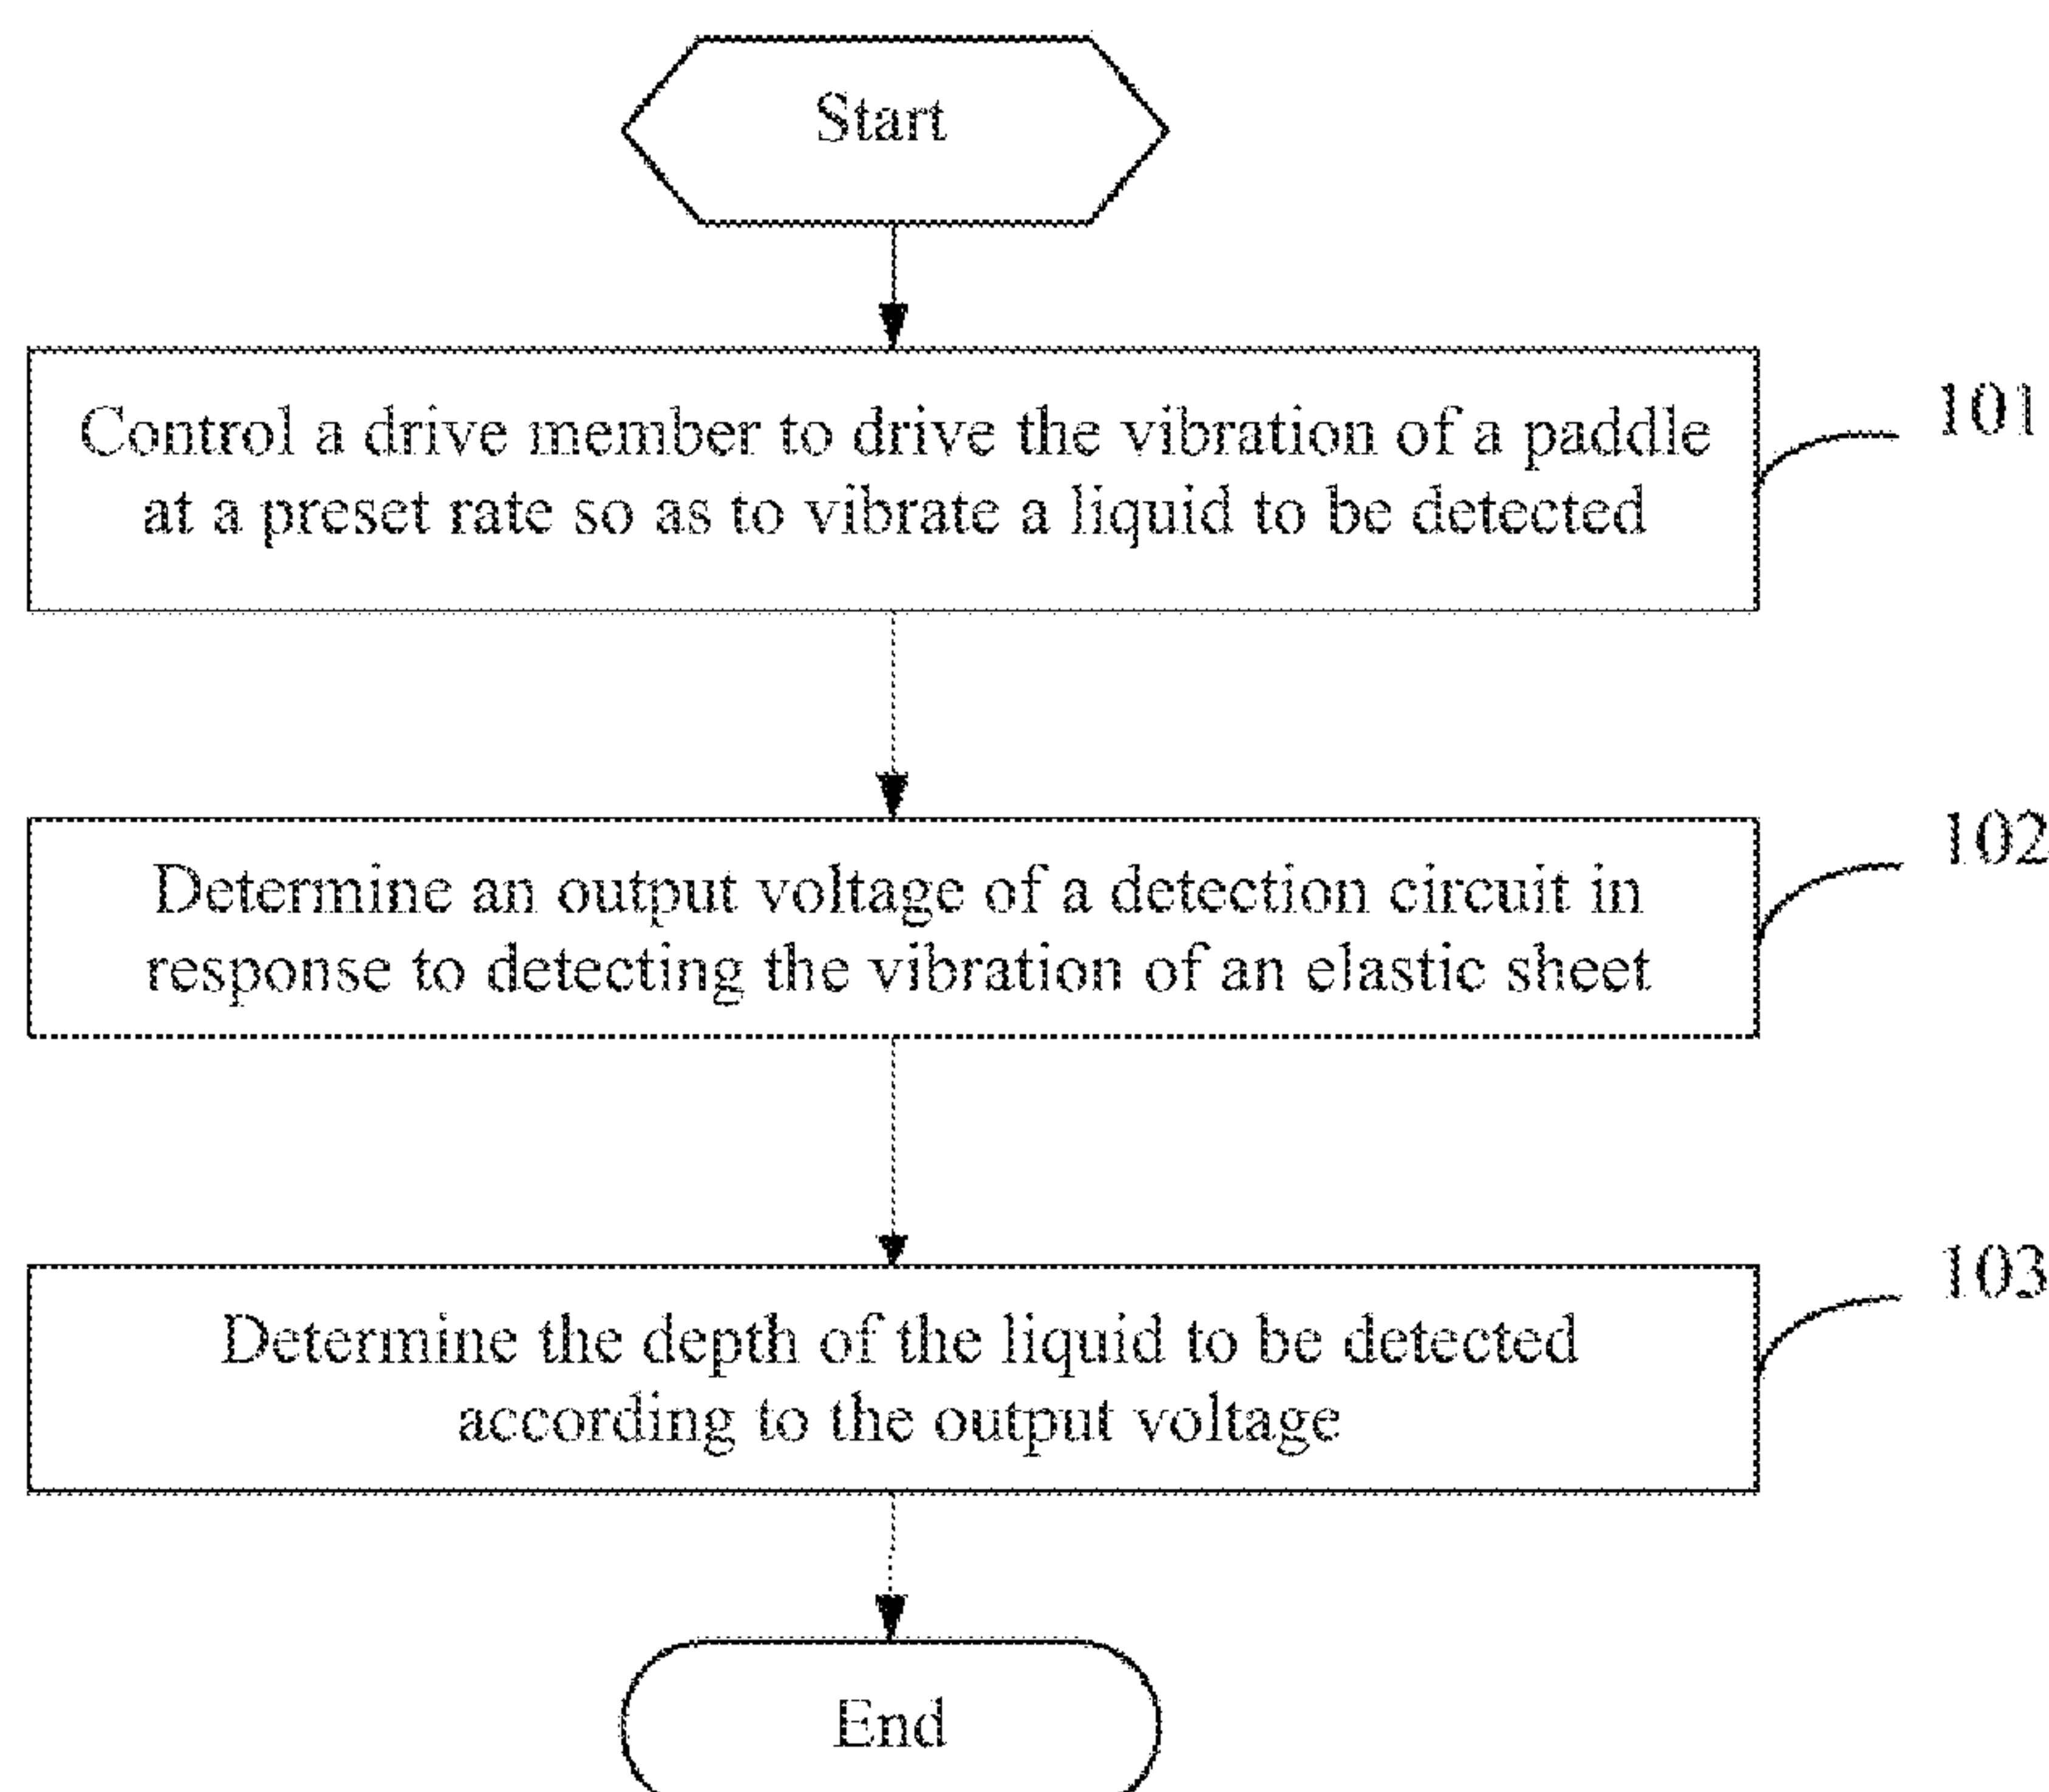 Start
Control a drive member to drive the vibration of a paddle
at a preset rate so as to vibrate a liquid to be detected
101
Determine an output voltage of a detection circuit in
response to detecting the vibration of an elastic sheet
102
Determine the depth of the liquid to be detected
according to the output voltage
103
End